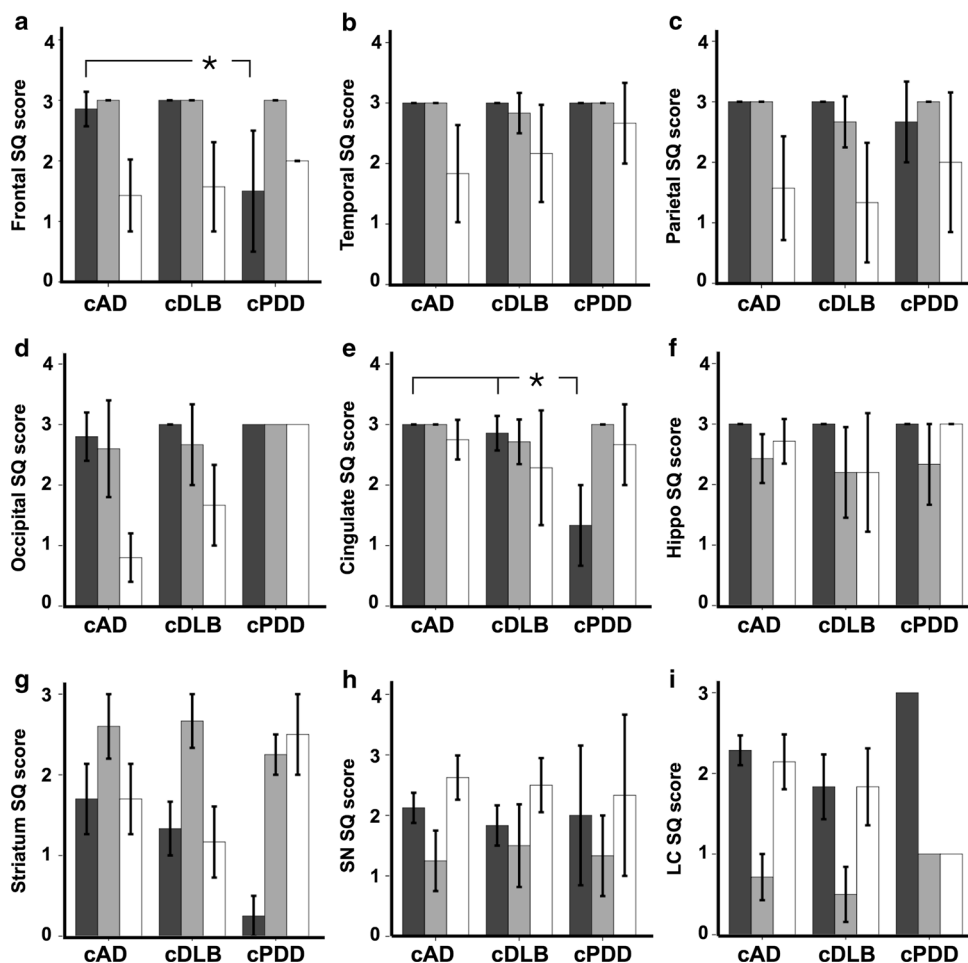 a
Frontal SQ score
4
3
2
1
0
*
cAD cDLB cPDD
b
Temporal SQ score
4
3
2
1
0
cAD cDLB cPDD
c
Parietal SQ score
4
3
2
1
0
cAD cDLB cPDD
d
Occipital SQ score
4
3
2
1
0
cAD cDLB cPDD
e
Cingulate SQ score
4
3
2
1
0
*
cAD cDLB cPDD
f
Hippo SQ score
4
3
2
1
0
cAD cDLB cPDD
g
Striatum SQ score
3
2
1
0
cAD cDLB cPDD
h
SN SQ score
4
3
2
1
0
cAD cDLB cPDD
i
LC SQ score
3
2
1
0
cAD cDLB cPDD